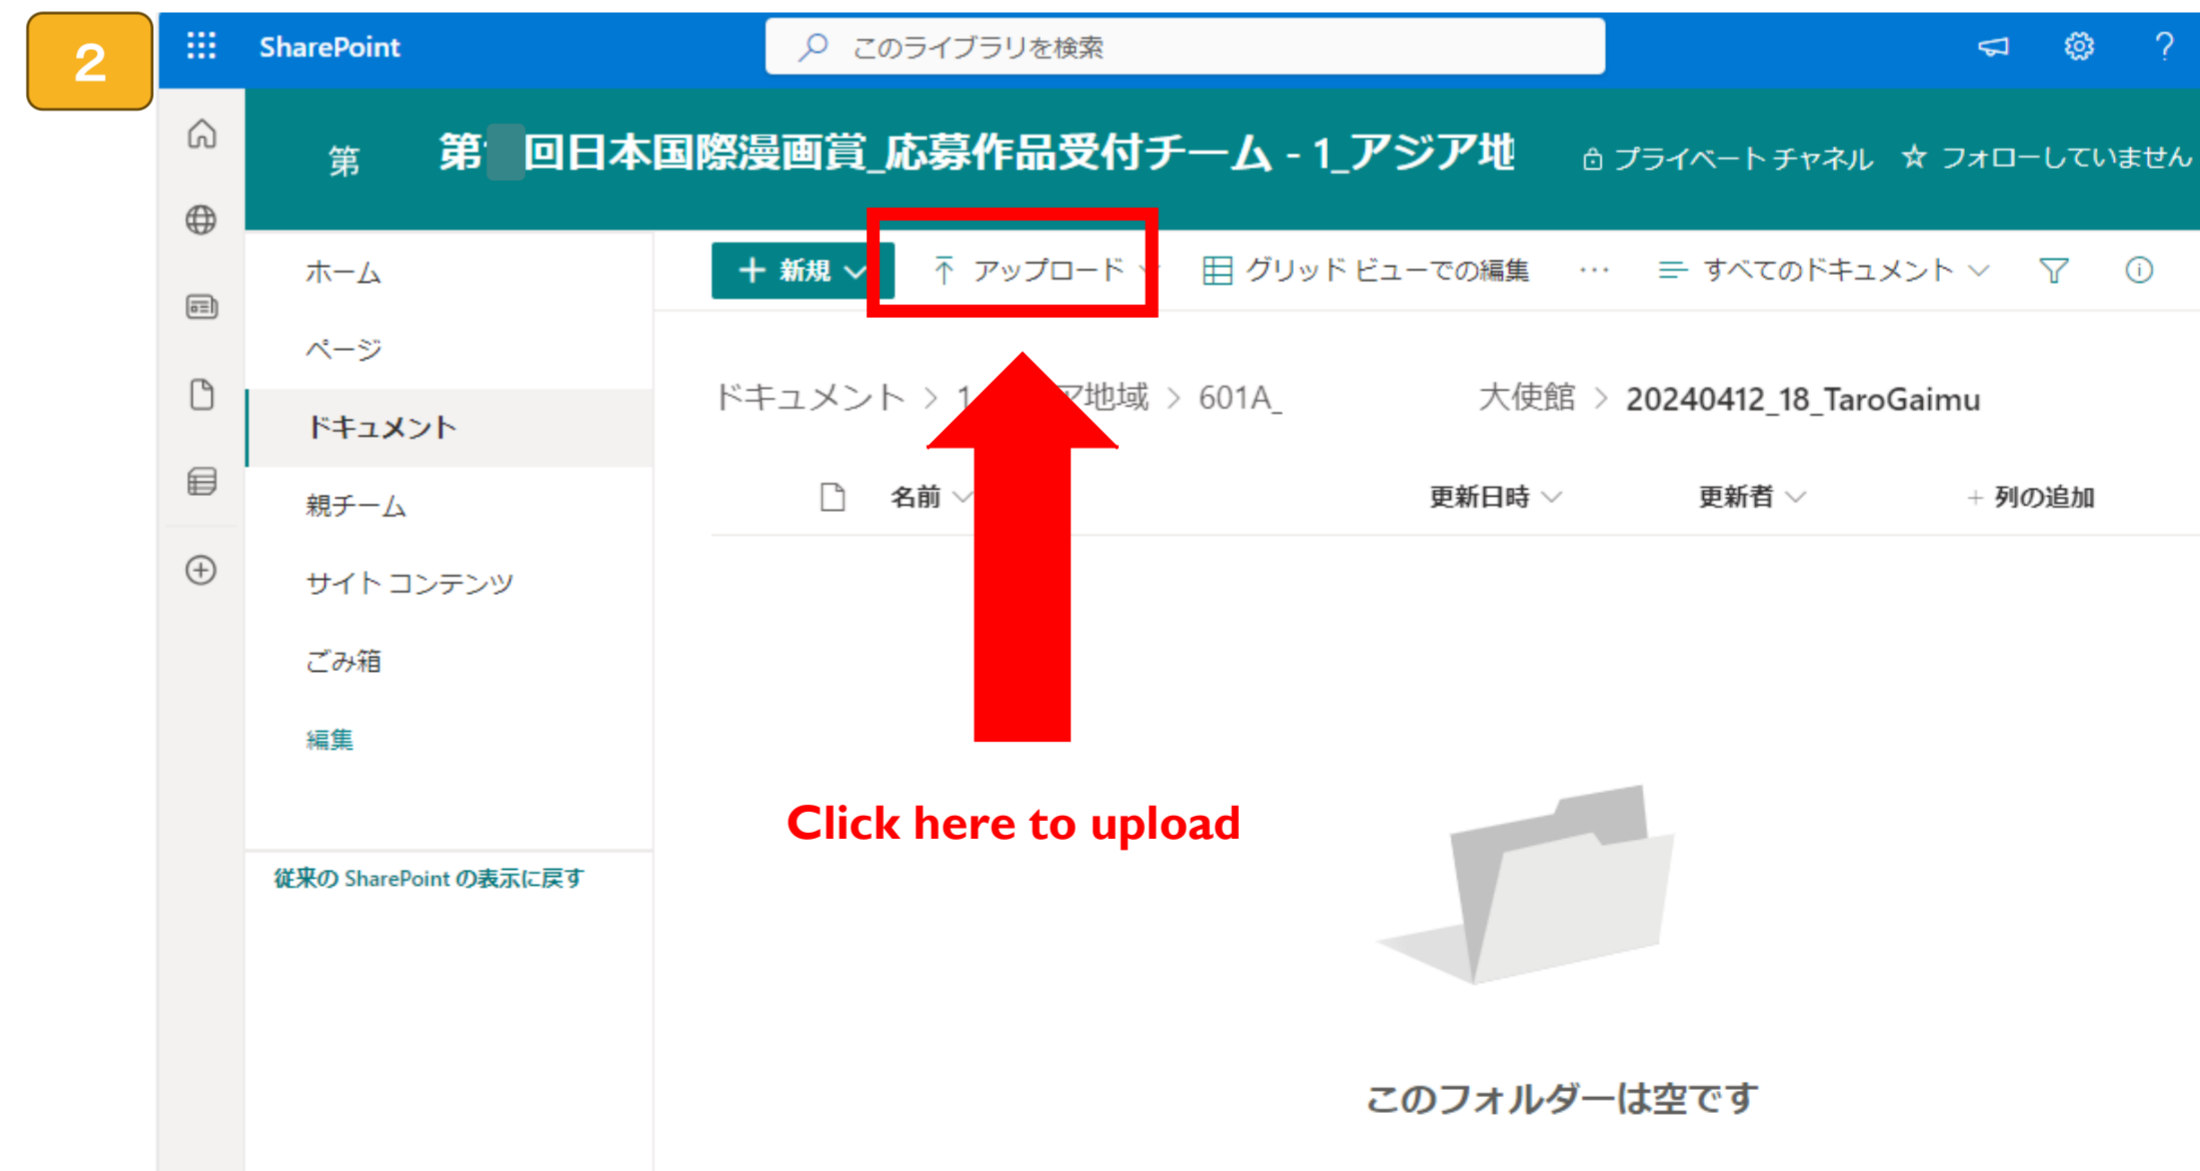 2
SharePoint
このライブラリを検索
?
第
第 回日本国際漫画賞_応募作品受付チーム - 1_アジア地
プライベート チャネル
フォローしていません
ホーム
ページ
ドキュメント
親チーム
サイト コンテンツ
ごみ箱
編集
従来の SharePoint の表示に戻す
+ 新規
アップロード
グリッド ビューでの編集
···
すべてのドキュメント
ドキュメント > 1 ア地域 > 601A_ 大使館 > 20240412_18_TaroGaimu
名前
更新日時
更新者
+ 列の追加
Click here to upload
このフォルダーは空です